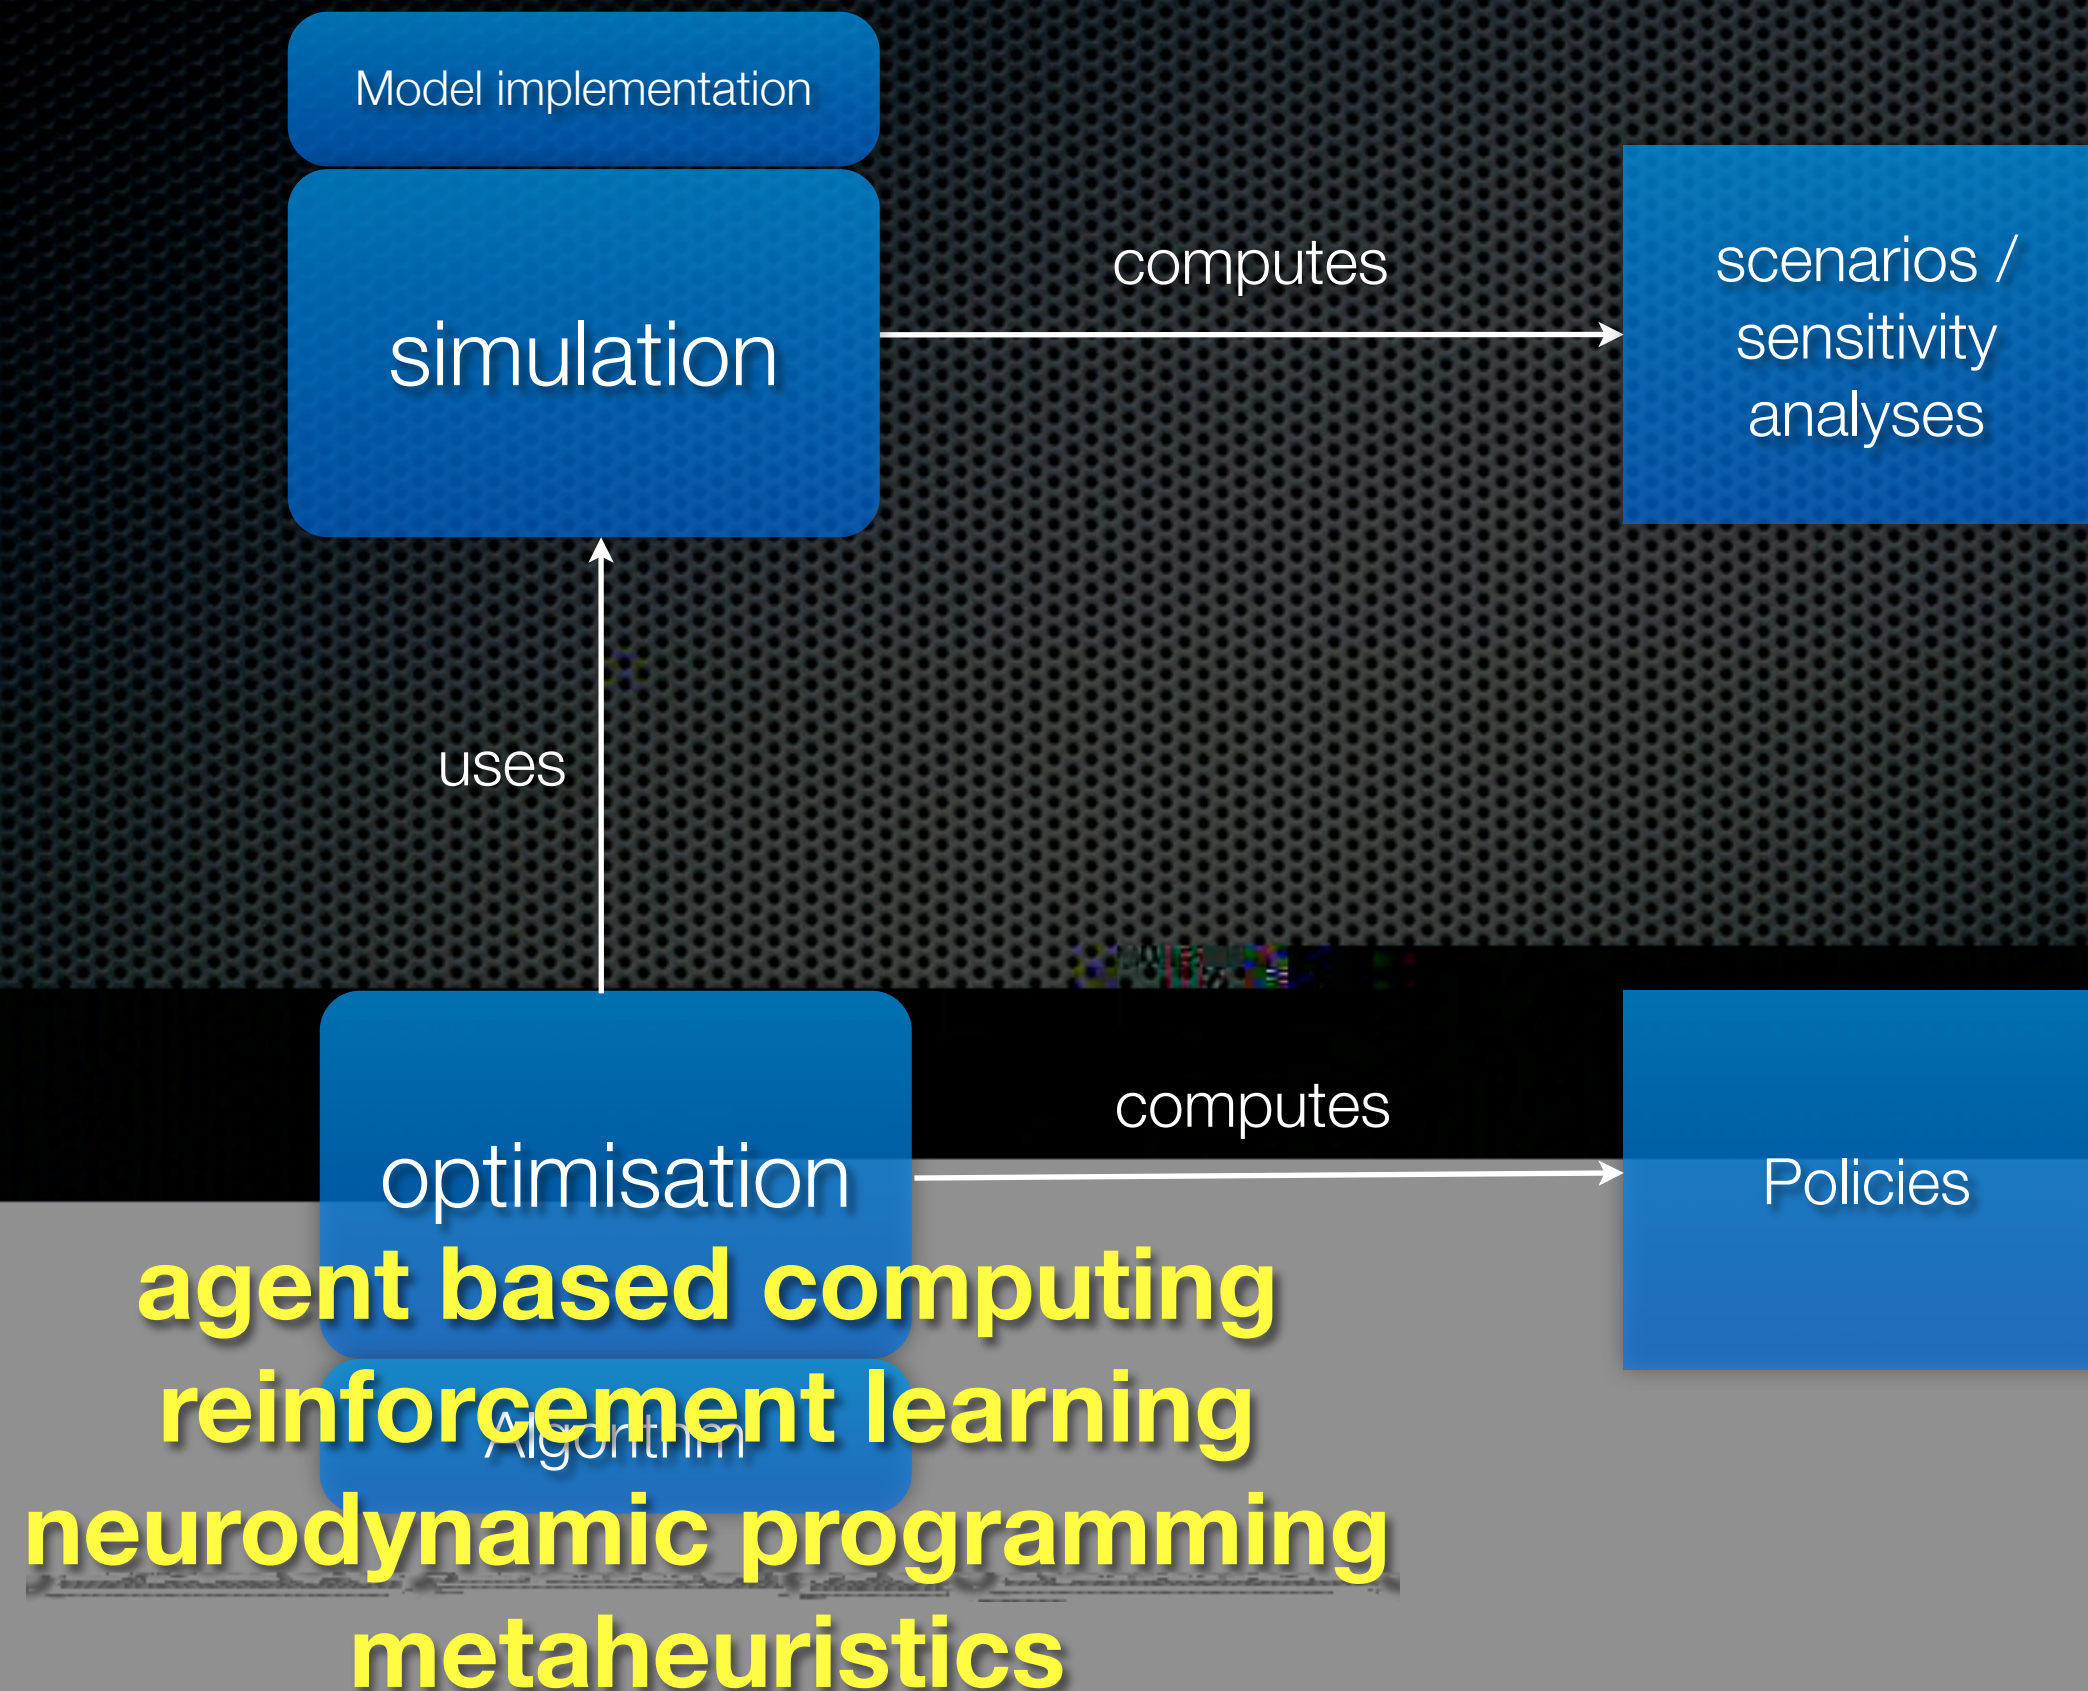 Model implementation
simulation
computes
scenarios /
sensitivity
analyses
uses
optimisation
computes
Policies
agent based computing
reinforcement learning
Algorithm
neurodynamic programming
metaheuristics